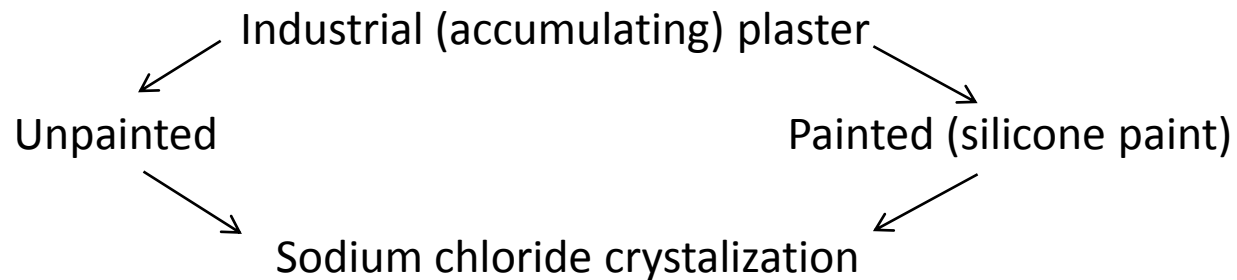 Industrial (accumulating) plaster
Unpainted
Painted (silicone paint)
Sodium chloride crystalization